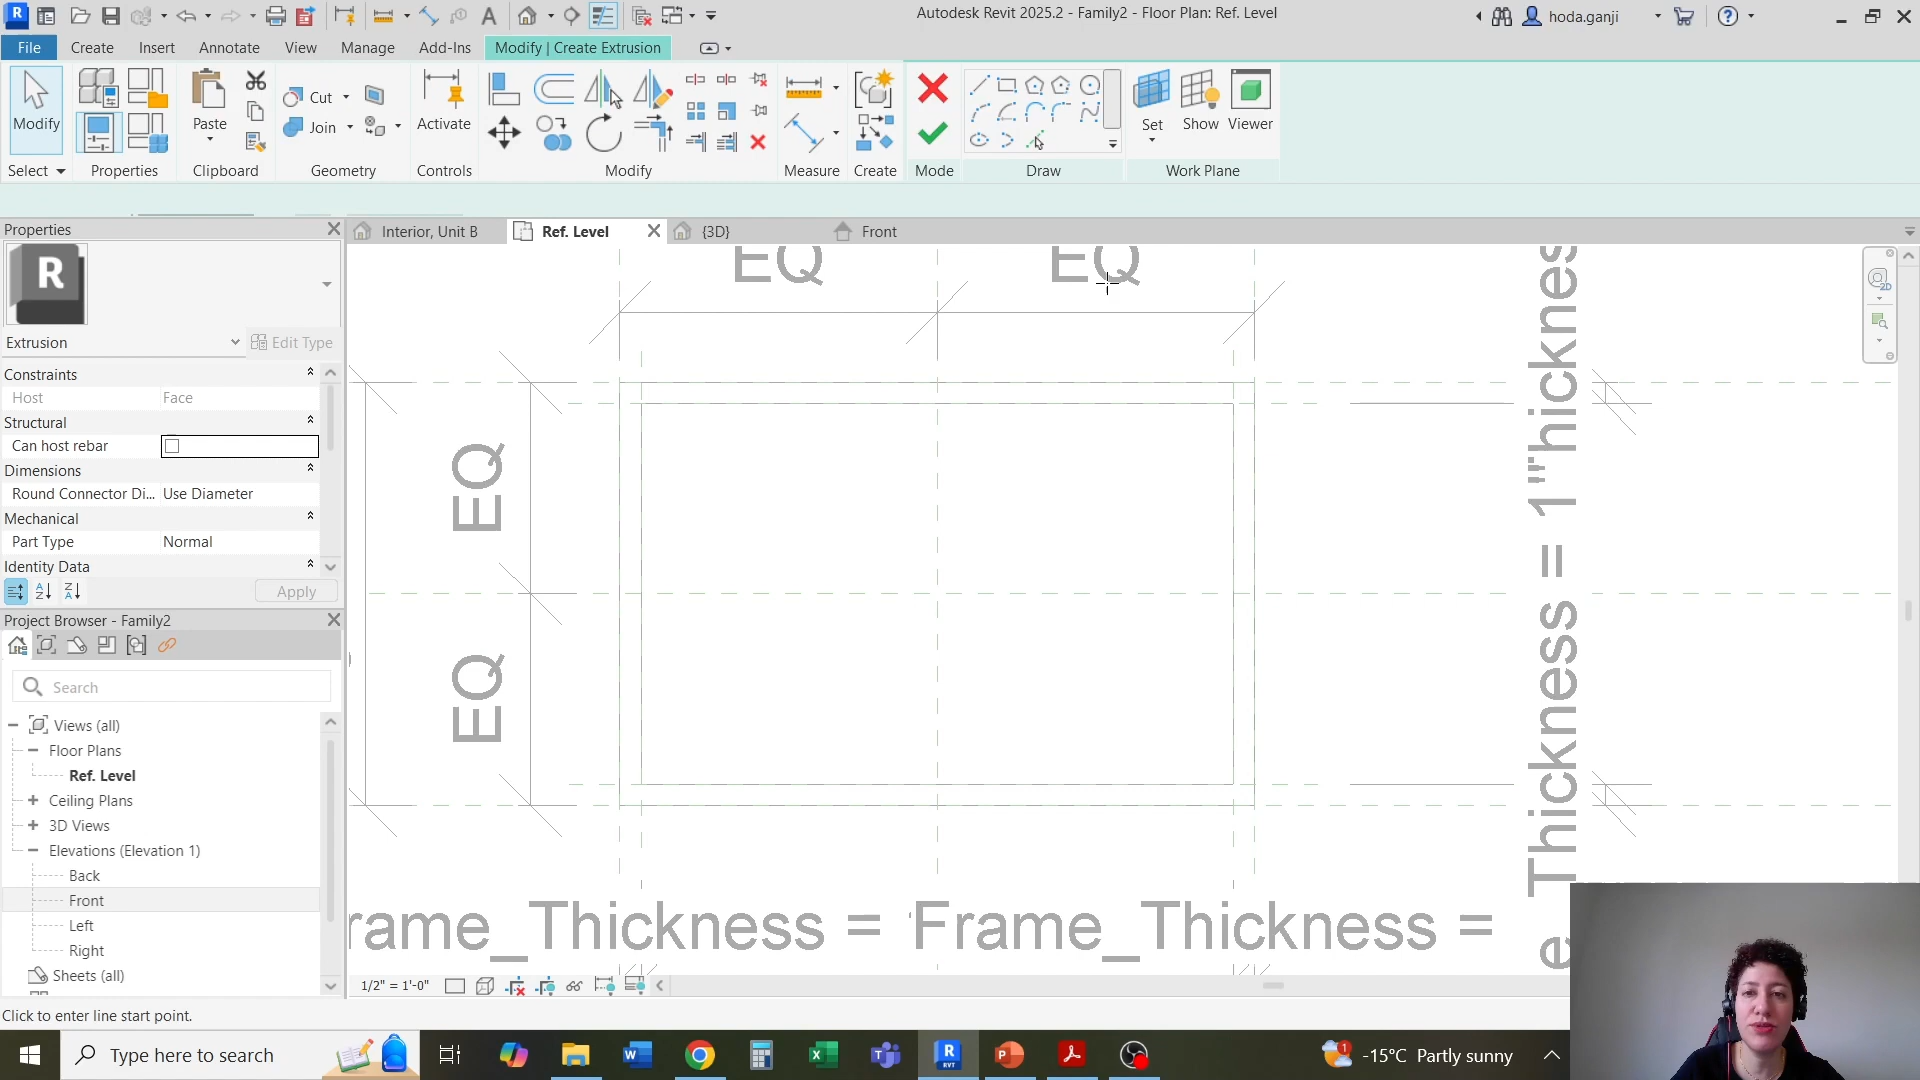 Autodesk Revit 2025.2 - Family2 - Floor Plan: Ref. Level
hoda.ganji
File Create Insert Annotate View Manage Add-Ins Modify | Create Extrusion
Modify
Paste
Cut
Join
Activate
Set Show Viewer
Select Properties Clipboard Geometry Controls Modify Measure Create Mode Draw Work Plane
Properties
Interior, Unit B Ref. Level {3D} Front
R
Extrusion Edit Type
Constraints
Host Face
Structural
Can host rebar
Dimensions
Round Connector Di... Use Diameter
Mechanical
Part Type Normal
Identity Data
Apply
Project Browser - Family2
Search
Views (all)
Floor Plans
Ref. Level
Ceiling Plans
3D Views
Elevations (Elevation 1)
Back
Front
Left
Right
Sheets (all)
EQ EQ
EQ
EQ
e Thickness = 1"hicknes
rame_Thickness = 'Frame_Thickness =
2D
1/2" = 1'-0"
Click to enter line start point.
Type here to search
-15°C Partly sunny